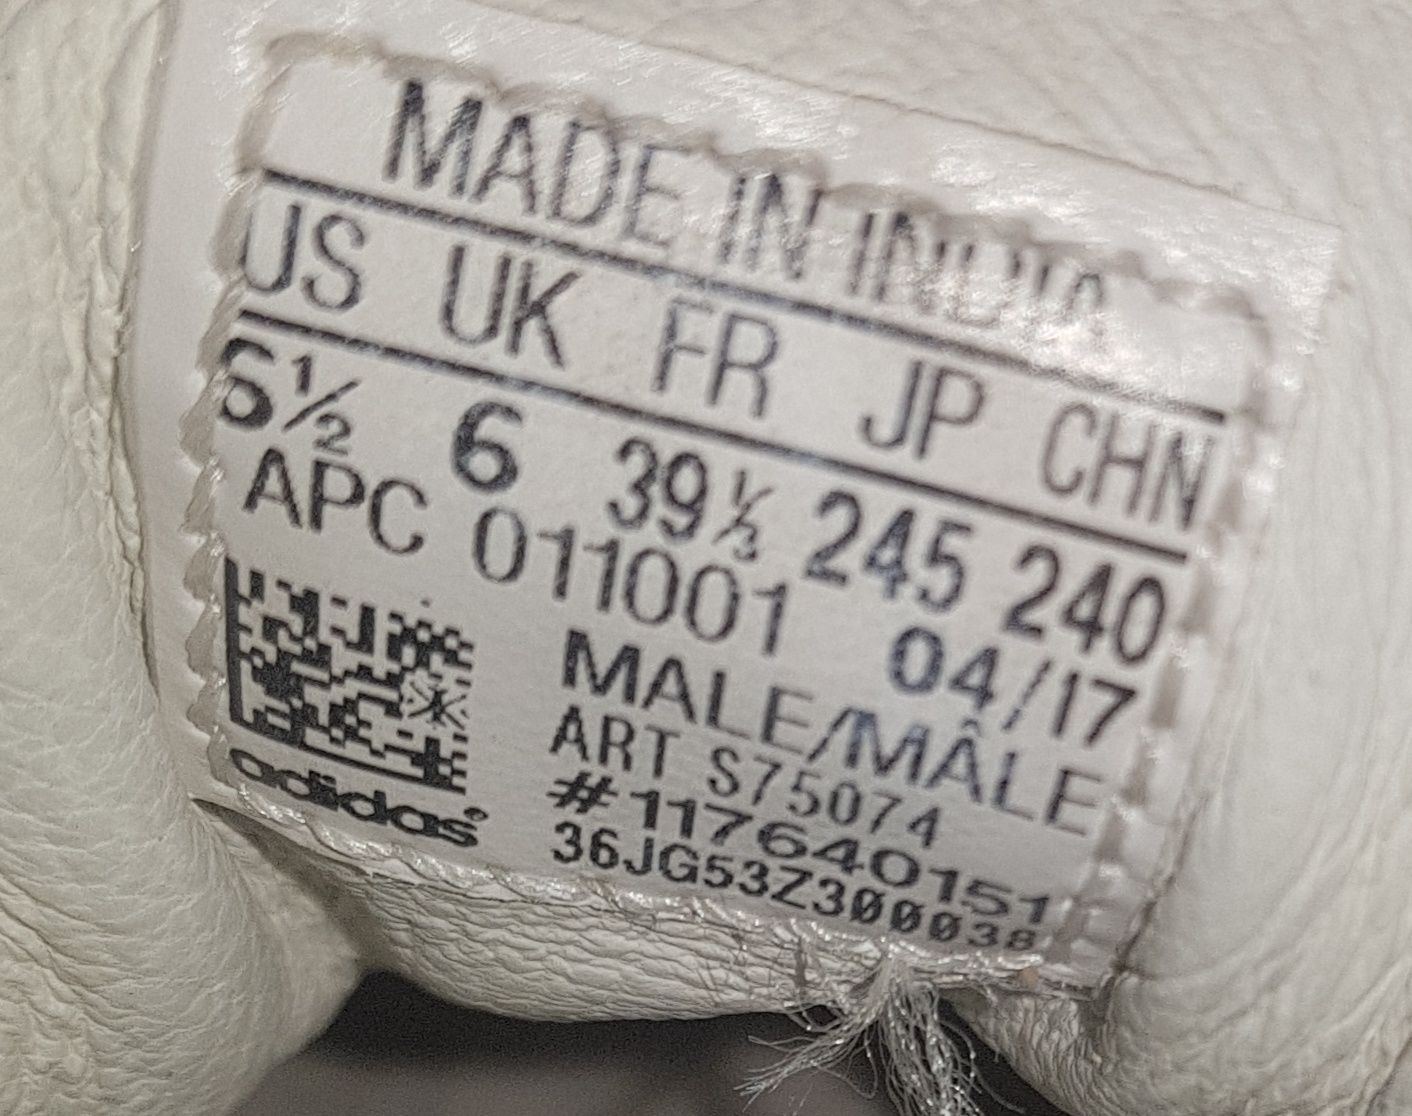 MADE IN INDIA
US UK FR JP CHN
6½ 6 39⅓ 245 240
APC 011001 04/17
MALE/MÂLE
ART S75074
#117640151
36JG53Z300038
adidas